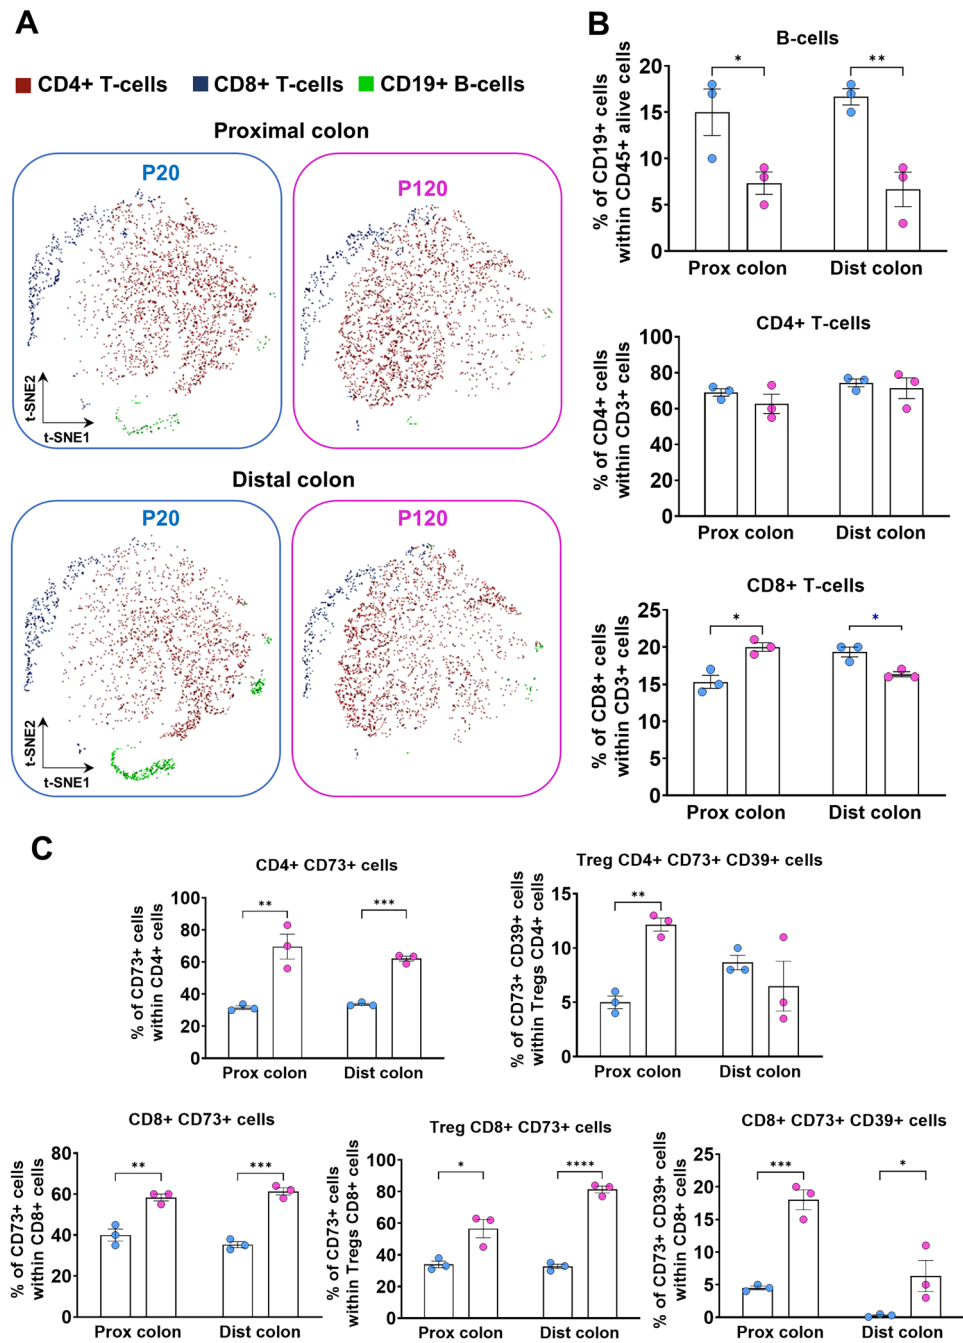 A
CD4+ T-cells CD8+ T-cells CD19+ B-cells
Proximal colon
P20
P120
t-SNE2
t-SNE1
Distal colon
P20
P120
t-SNE2
t-SNE1
B
B-cells
% of CD19+ cells
within CD45+ alive cells
20
15
10
5
0
*
**
Prox colon
Dist colon
CD4+ T-cells
% of CD4+ cells
within CD3+ cells
100
80
60
40
20
0
Prox colon
Dist colon
CD8+ T-cells
% of CD8+ cells
within CD3+ cells
25
20
15
10
5
0
*
*
Prox colon
Dist colon
C
CD4+ CD73+ cells
% of CD73+ cells
within CD4+ cells
100
80
60
40
20
0
**
***
Prox colon
Dist colon
Treg CD4+ CD73+ CD39+ cells
% of CD73+ CD39+ cells
within Tregs CD4+ cells
15
10
5
0
**
Prox colon
Dist colon
CD8+ CD73+ cells
% of CD73+ cells
within CD8+ cells
80
60
40
20
0
**
***
Prox colon
Dist colon
Treg CD8+ CD73+ cells
% of CD73+ cells
within Tregs CD8+ cells
100
80
60
40
20
0
*
****
Prox colon
Dist colon
CD8+ CD73+ CD39+ cells
% of CD73+ CD39+ cells
within CD8+ cells
25
20
15
10
5
0
***
*
Prox colon
Dist colon